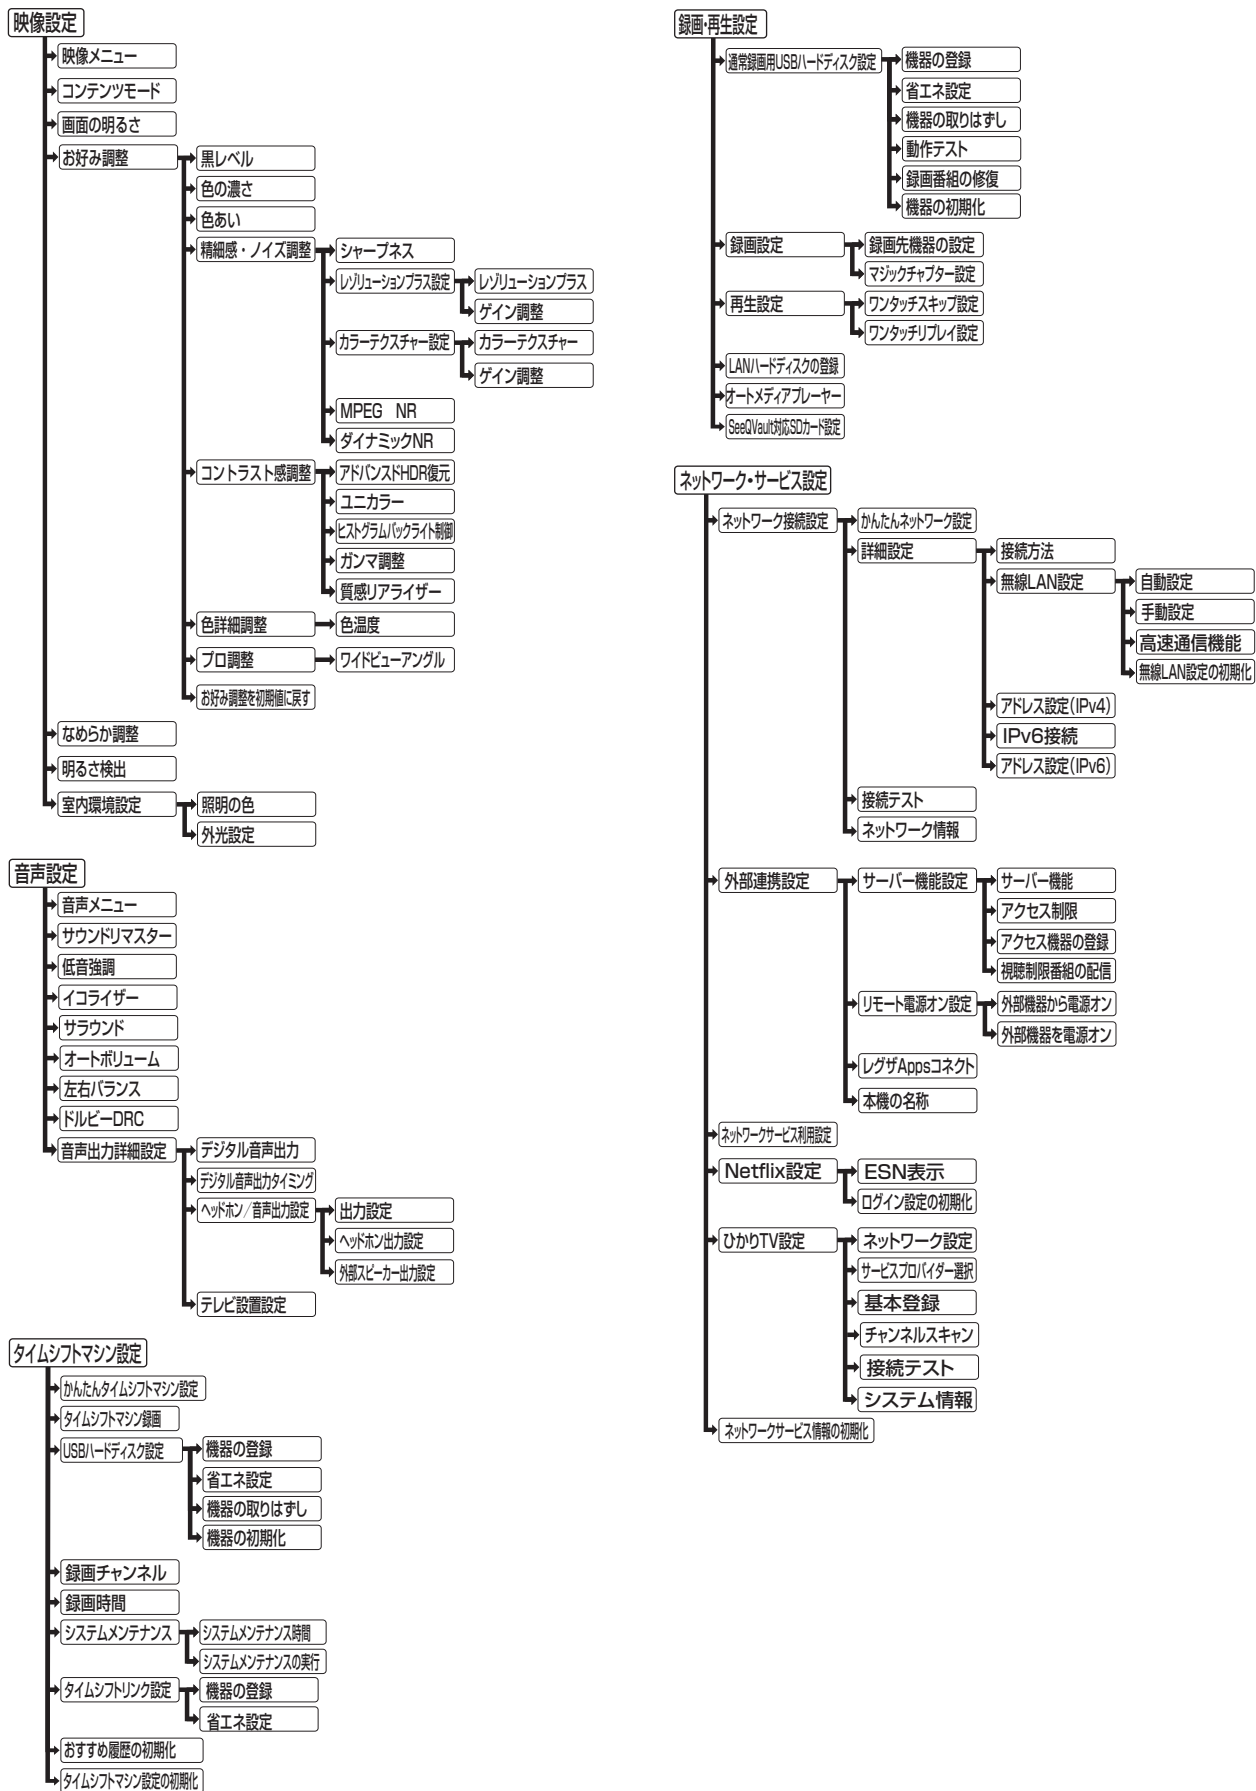 映像設定
映像メニュー
コンテンツモード
画面の明るさ
お好み調整
黒レベル
色の濃さ
色あい
精細感・ノイズ調整
シャープネス
レゾリューションプラス設定
レゾリューションプラス
ゲイン調整
カラーテクスチャー設定
カラーテクスチャー
ゲイン調整
MPEG NR
ダイナミックNR
コントラスト感調整
アドバンスドHDR復元
ユニカラー
ヒストグラムバックライト制御
ガンマ調整
質感リアライザー
色詳細調整
色温度
プロ調整
ワイドビューアングル
お好み調整を初期値に戻す
なめらか調整
明るさ検出
室内環境設定
照明の色
外光設定
音声設定
音声メニュー
サウンドリマスター
低音強調
イコライザー
サラウンド
オートボリューム
左右バランス
ドルビーDRC
音声出力詳細設定
デジタル音声出力
デジタル音声出力タイミング
ヘッドホン／音声出力設定
出力設定
ヘッドホン出力設定
外部スピーカー出力設定
テレビ設置設定
タイムシフトマシン設定
かんたんタイムシフトマシン設定
タイムシフトマシン録画
USBハードディスク設定
機器の登録
省エネ設定
機器の取りはずし
機器の初期化
録画チャンネル
録画時間
システムメンテナンス
システムメンテナンス時間
システムメンテナンスの実行
タイムシフトリンク設定
機器の登録
省エネ設定
おすすめ履歴の初期化
タイムシフトマシン設定の初期化
録画・再生設定
通常録画用USBハードディスク設定
機器の登録
省エネ設定
機器の取りはずし
動作テスト
録画番組の修復
機器の初期化
録画設定
録画先機器の設定
マジックチャプター設定
再生設定
ワンタッチスキップ設定
ワンタッチリプレイ設定
LANハードディスクの登録
オートメディアプレーヤー
SeeQVault対応SDカード設定
ネットワーク・サービス設定
ネットワーク接続設定
かんたんネットワーク設定
詳細設定
接続方法
無線LAN設定
自動設定
手動設定
高速通信機能
無線LAN設定の初期化
アドレス設定(IPv4)
IPv6接続
アドレス設定(IPv6)
接続テスト
ネットワーク情報
外部連携設定
サーバー機能設定
サーバー機能
アクセス制限
アクセス機器の登録
視聴制限番組の配信
リモート電源オン設定
外部機器から電源オン
外部機器を電源オン
レグザAppsコネクト
本機の名称
ネットワークサービス利用設定
Netflix設定
ESN表示
ログイン設定の初期化
ひかりTV設定
ネットワーク設定
サービスプロバイダー選択
基本登録
チャンネルスキャン
接続テスト
システム情報
ネットワークサービス情報の初期化